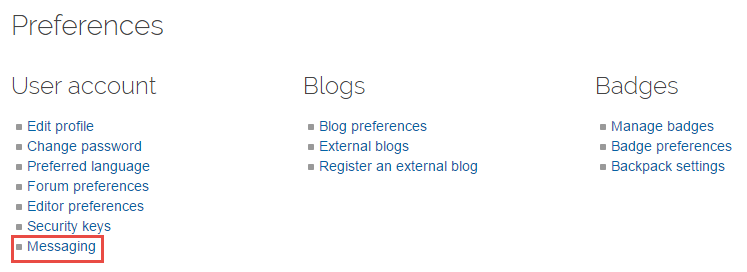 Preferences
User account
Edit profile
Change password
Preferred language
Forum preferences
Editor preferences
Security keys
Messaging
Blogs
Blog preferences
External blogs
Register an external blog
Badges
Manage badges
Badge preferences
Backpack settings